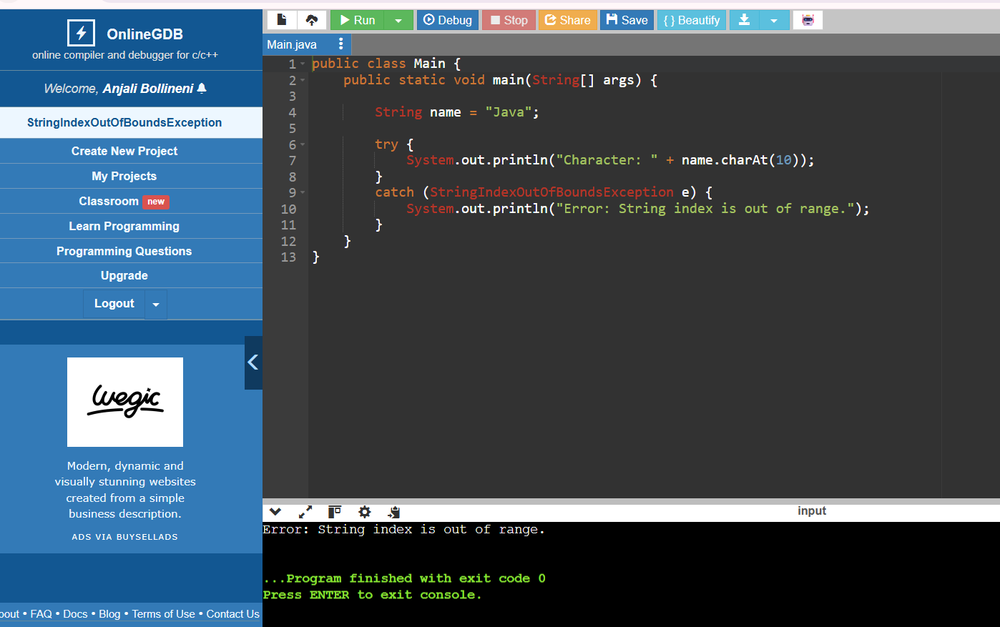 OnlineGDB
online compiler and debugger for c/c++
Welcome, Anjali Bollineni
StringIndexOutOfBoundsException
Create New Project
My Projects
Classroom new
Learn Programming
Programming Questions
Upgrade
Logout
wegic
Modern, dynamic and
visually stunning websites
created from a simple
business description.
ADS VIA BUYSELLADS
bout • FAQ • Docs • Blog • Terms of Use • Contact Us
Run Debug Stop Share Save { } Beautify
Main.java
1 public class Main {
2     public static void main(String[] args) {
3
4         String name = "Java";
5
6         try {
7             System.out.println("Character: " + name.charAt(10));
8         }
9         catch (StringIndexOutOfBoundsException e) {
10             System.out.println("Error: String index is out of range.");
11         }
12     }
13 }
input
Error: String index is out of range.
...Program finished with exit code 0
Press ENTER to exit console.